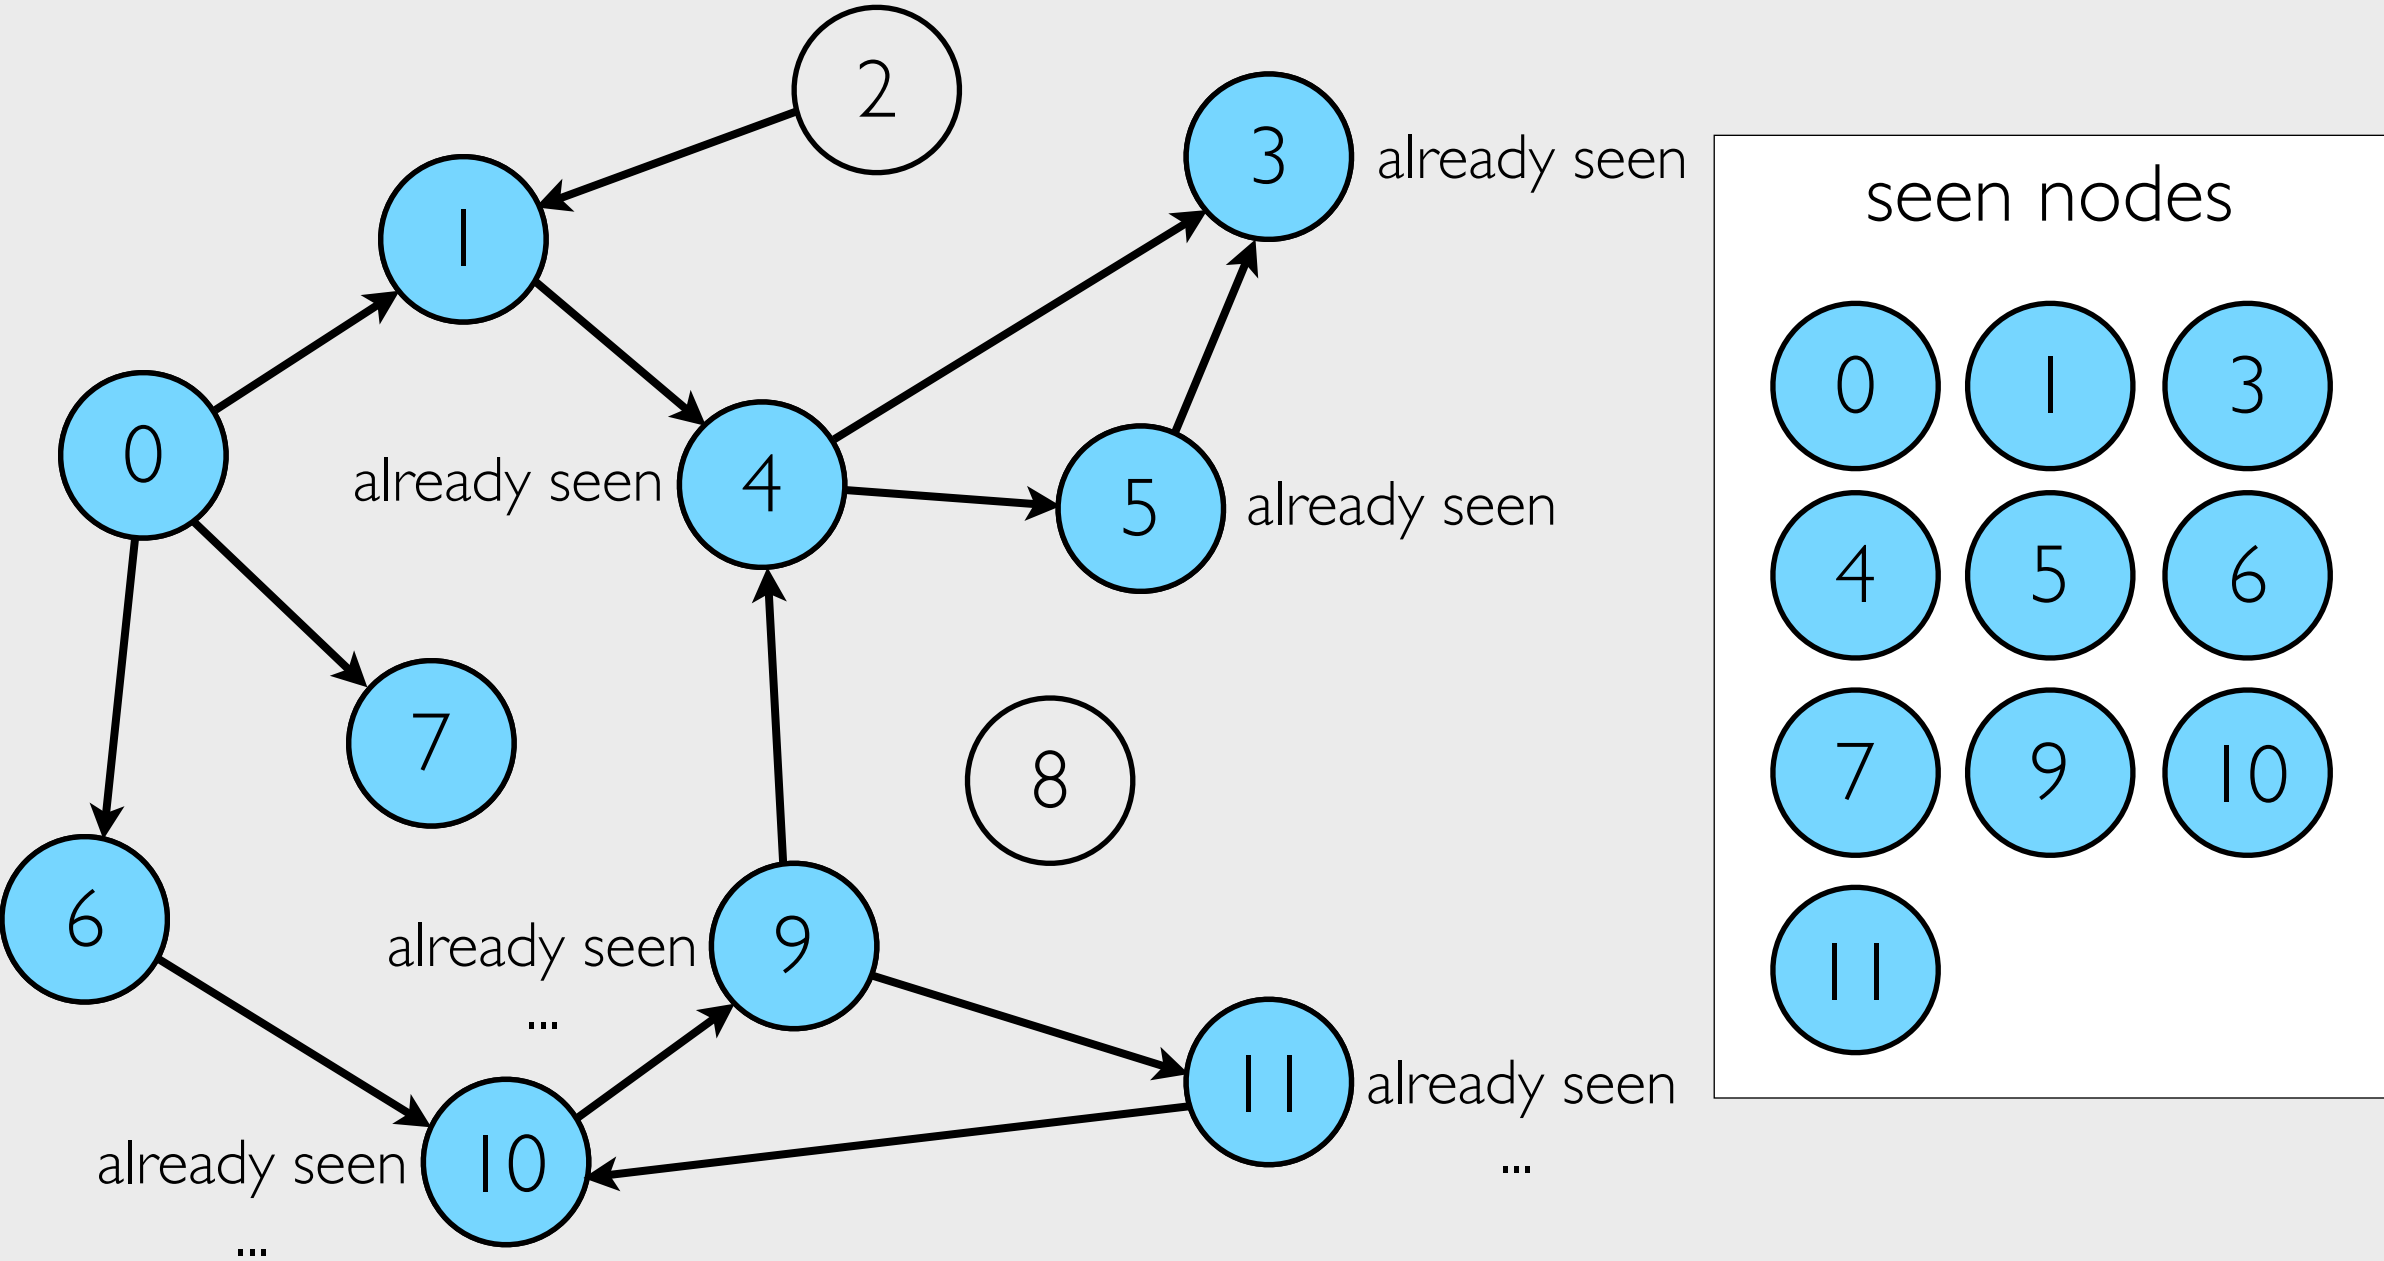 2
3 already seen
seen nodes
1
0 1 3
0
already seen 4
5 already seen
4 5 6
7
8
7 9 10
6
already seen 9
...
11
11 already seen
...
already seen 10
...